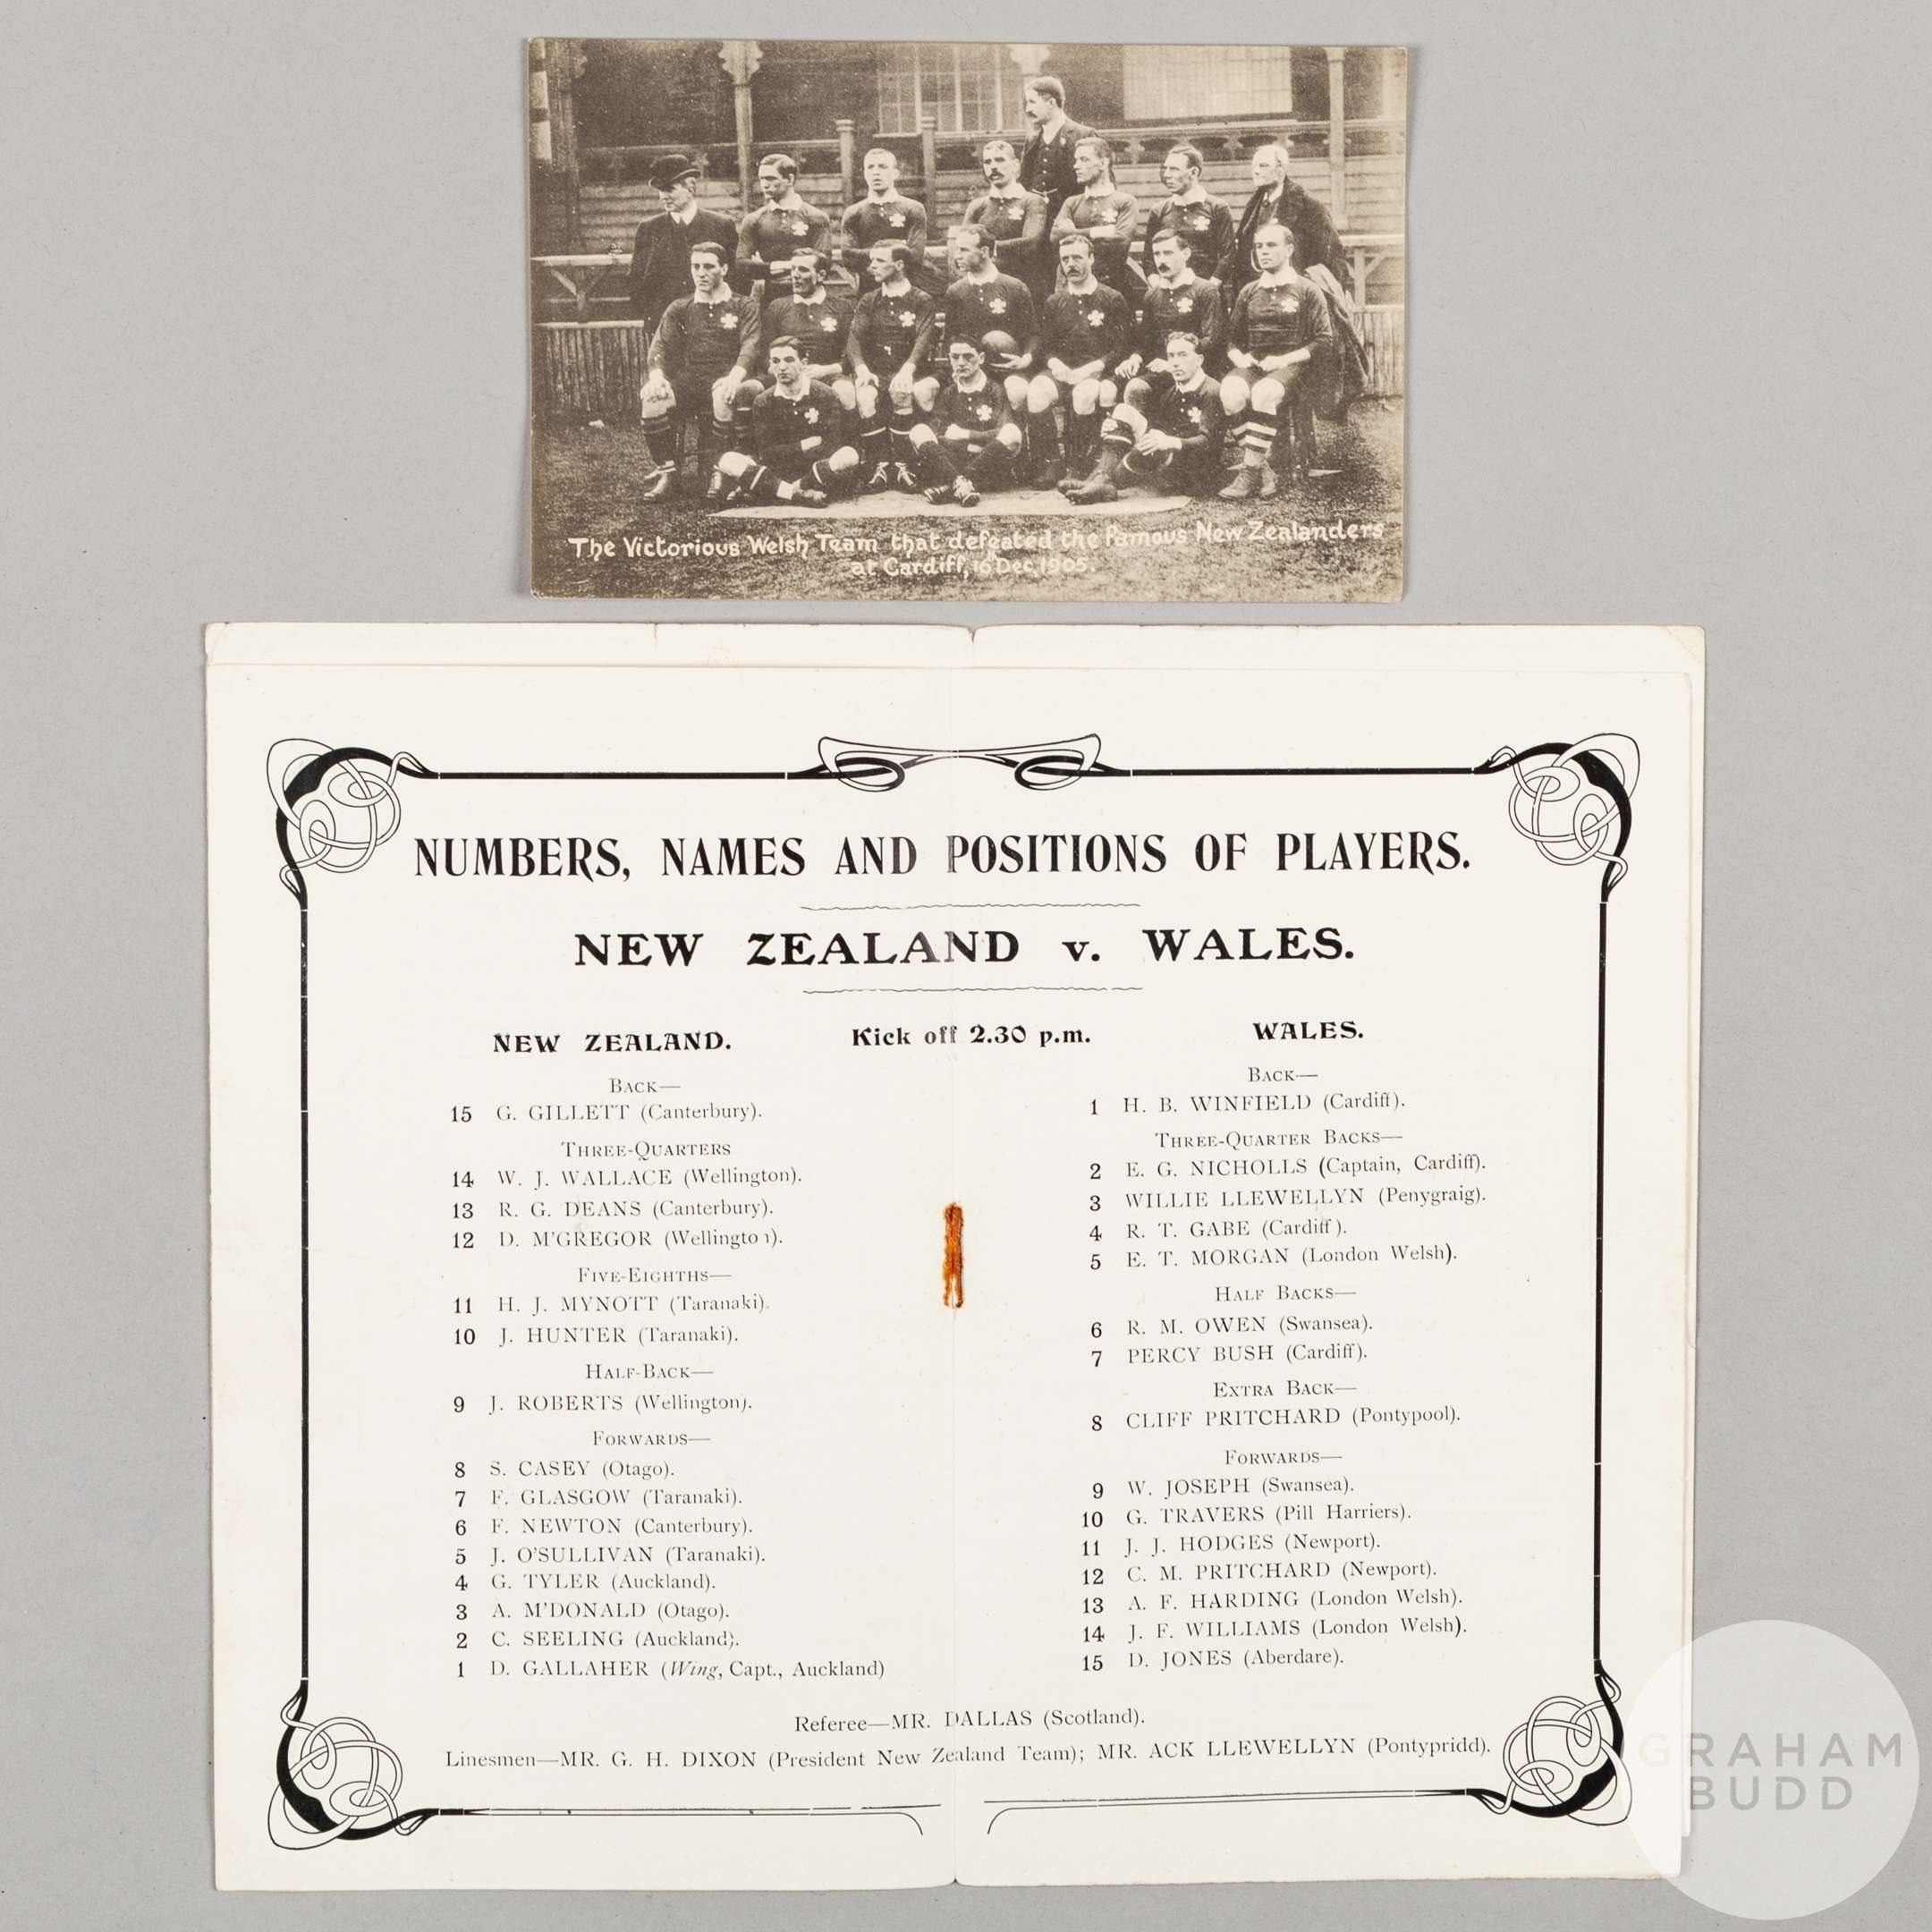 The Victorious Welsh Team that defeated the Famous New Zealanders
at Cardiff, 16th Dec. 1905.
NUMBERS, NAMES AND POSITIONS OF PLAYERS.
NEW ZEALAND v. WALES.
Kick off 2.30 p.m.
NEW ZEALAND.
BACK—
15 G. GILLETT (Canterbury).
THREE-QUARTERS
14 W. J. WALLACE (Wellington).
13 R. G. DEANS (Canterbury).
12 D. M'GREGOR (Wellington).
FIVE-EIGHTHS—
11 H. J. MYNOTT (Taranaki).
10 J. HUNTER (Taranaki).
HALF-BACK—
9 J. ROBERTS (Wellington).
FORWARDS—
8 S. CASEY (Otago).
7 F. GLASGOW (Taranaki).
6 F. NEWTON (Canterbury).
5 J. O'SULLIVAN (Taranaki).
4 G. TYLER (Auckland).
3 A. M'DONALD (Otago).
2 C. SEELING (Auckland).
1 D. GALLAHER (Wing, Capt., Auckland)
WALES.
BACK—
1 H. B. WINFIELD (Cardiff).
THREE-QUARTER BACKS—
2 E. G. NICHOLLS (Captain, Cardiff).
3 WILLIE LLEWELLYN (Penygraig).
4 R. T. GABE (Cardiff).
5 E. T. MORGAN (London Welsh).
HALF BACKS—
6 R. M. OWEN (Swansea).
7 PERCY BUSH (Cardiff).
EXTRA BACK—
8 CLIFF PRITCHARD (Pontypool).
FORWARDS—
9 W. JOSEPH (Swansea).
10 G. TRAVERS (Pill Harriers).
11 J. J. HODGES (Newport).
12 C. M. PRITCHARD (Newport).
13 A. F. HARDING (London Welsh).
14 J. F. WILLIAMS (London Welsh).
15 D. JONES (Aberdare).
Referee—MR. DALLAS (Scotland).
Linesmen—MR. G. H. DIXON (President New Zealand Team); MR. ACK LLEWELLYN (Pontypridd).
GRAHAM
BUDD